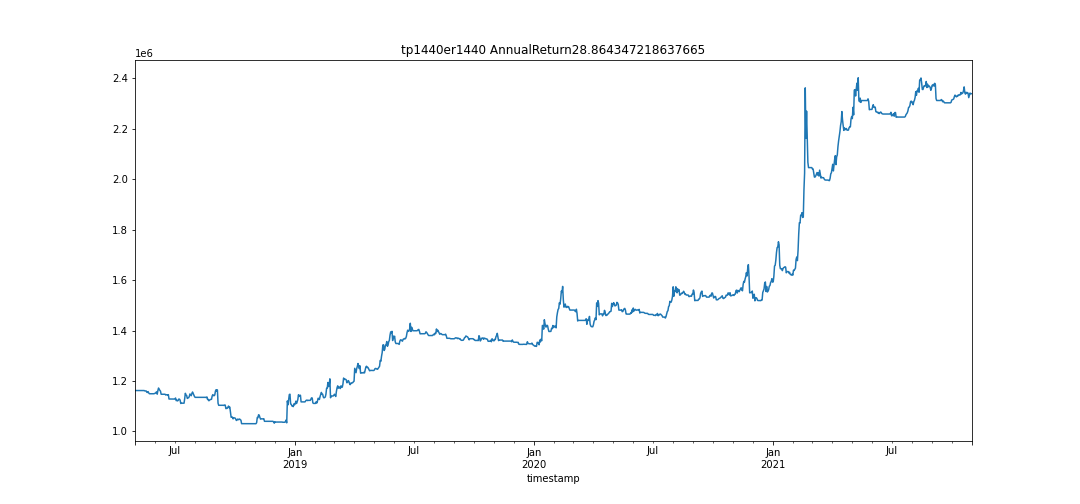 tp1440er1440 AnnualReturn28.864347218637665
1e6
2.4
2.2
2.0
1.8
1.6
1.4
1.2
1.0
Jul Jan Jul Jan Jul Jan Jul
2019 2020 2021
timestamp